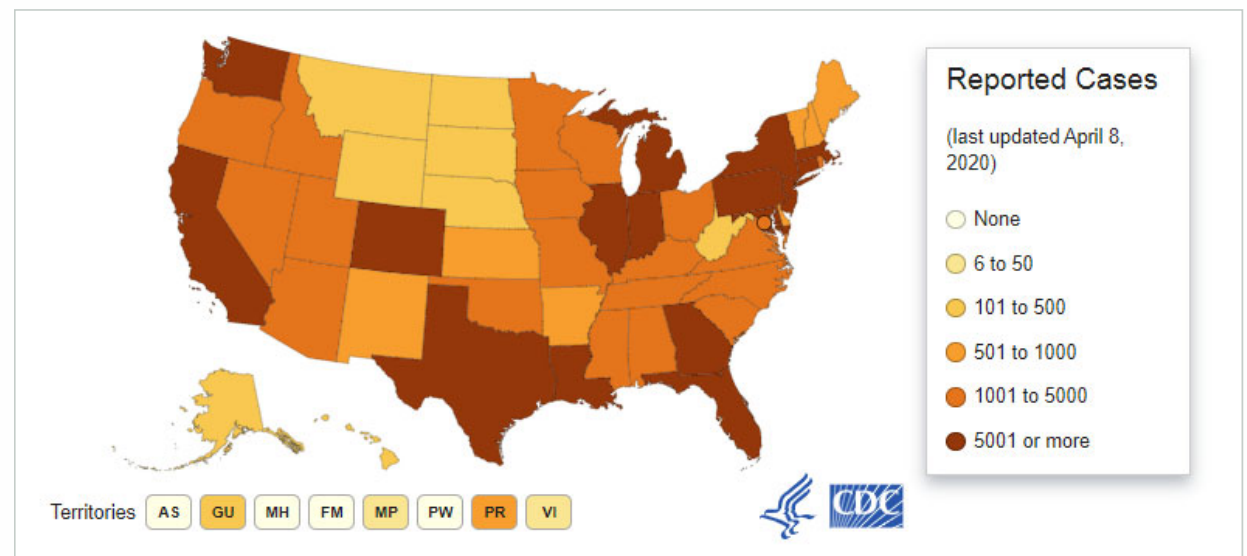 Reported Cases
(last updated April 8,
2020)
None
6 to 50
101 to 500
501 to 1000
1001 to 5000
5001 or more
Territories AS GU MH FM MP PW PR VI
CDC